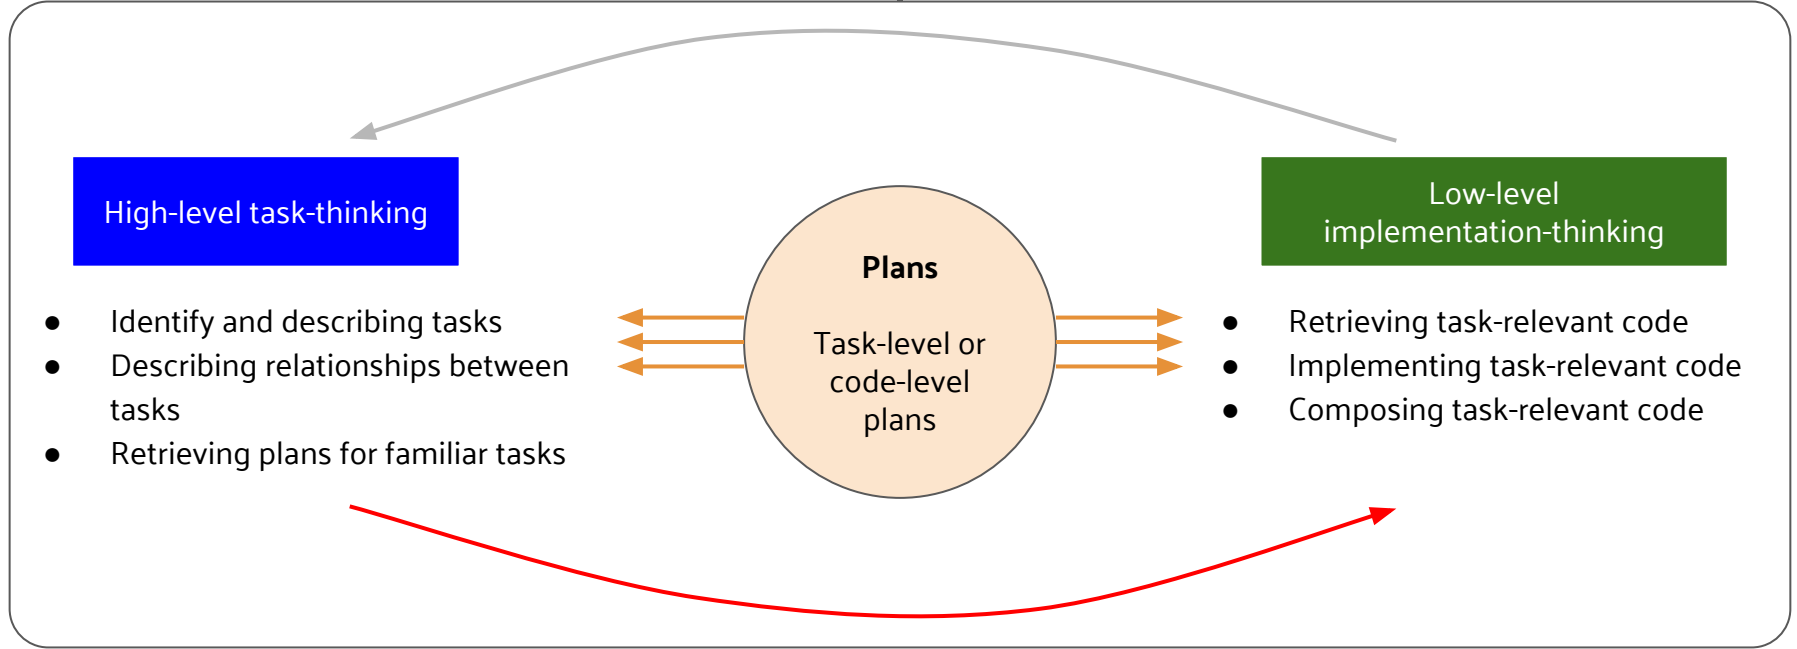 High-level task-thinking
● Identify and describing tasks
● Describing relationships between
tasks
● Retrieving plans for familiar tasks
Plans
Task-level or
code-level
plans
Low-level
implementation-thinking
● Retrieving task-relevant code
● Implementing task-relevant code
● Composing task-relevant code